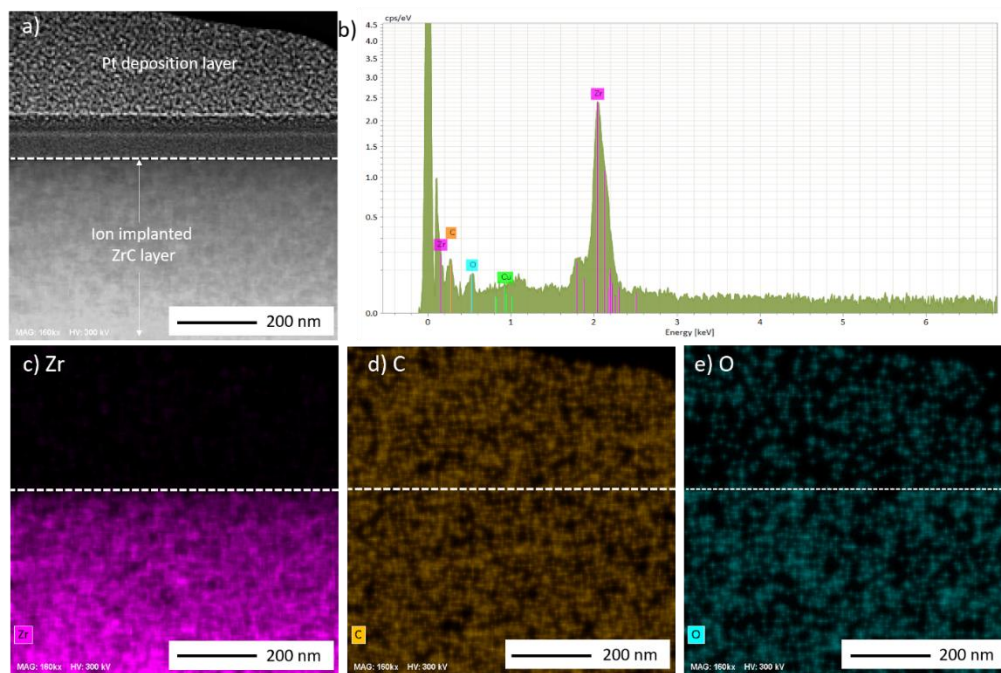 a)
Pt deposition layer
Ion implanted
ZrC layer
MAG: 160kx HV: 300 kV
200 nm
b)
cps/eV
4.5
4.0
3.5
3.0
2.5
2.0
1.5
1.0
0.5
0.0
Zr
Zr
C
O
Cu
0
1
2
3
4
5
6
Energy [keV]
c) Zr
Zr
MAG: 160kx HV: 300 kV
200 nm
d) C
C
MAG: 160kx HV: 300 kV
200 nm
e) O
O
MAG: 160kx HV: 300 kV
200 nm